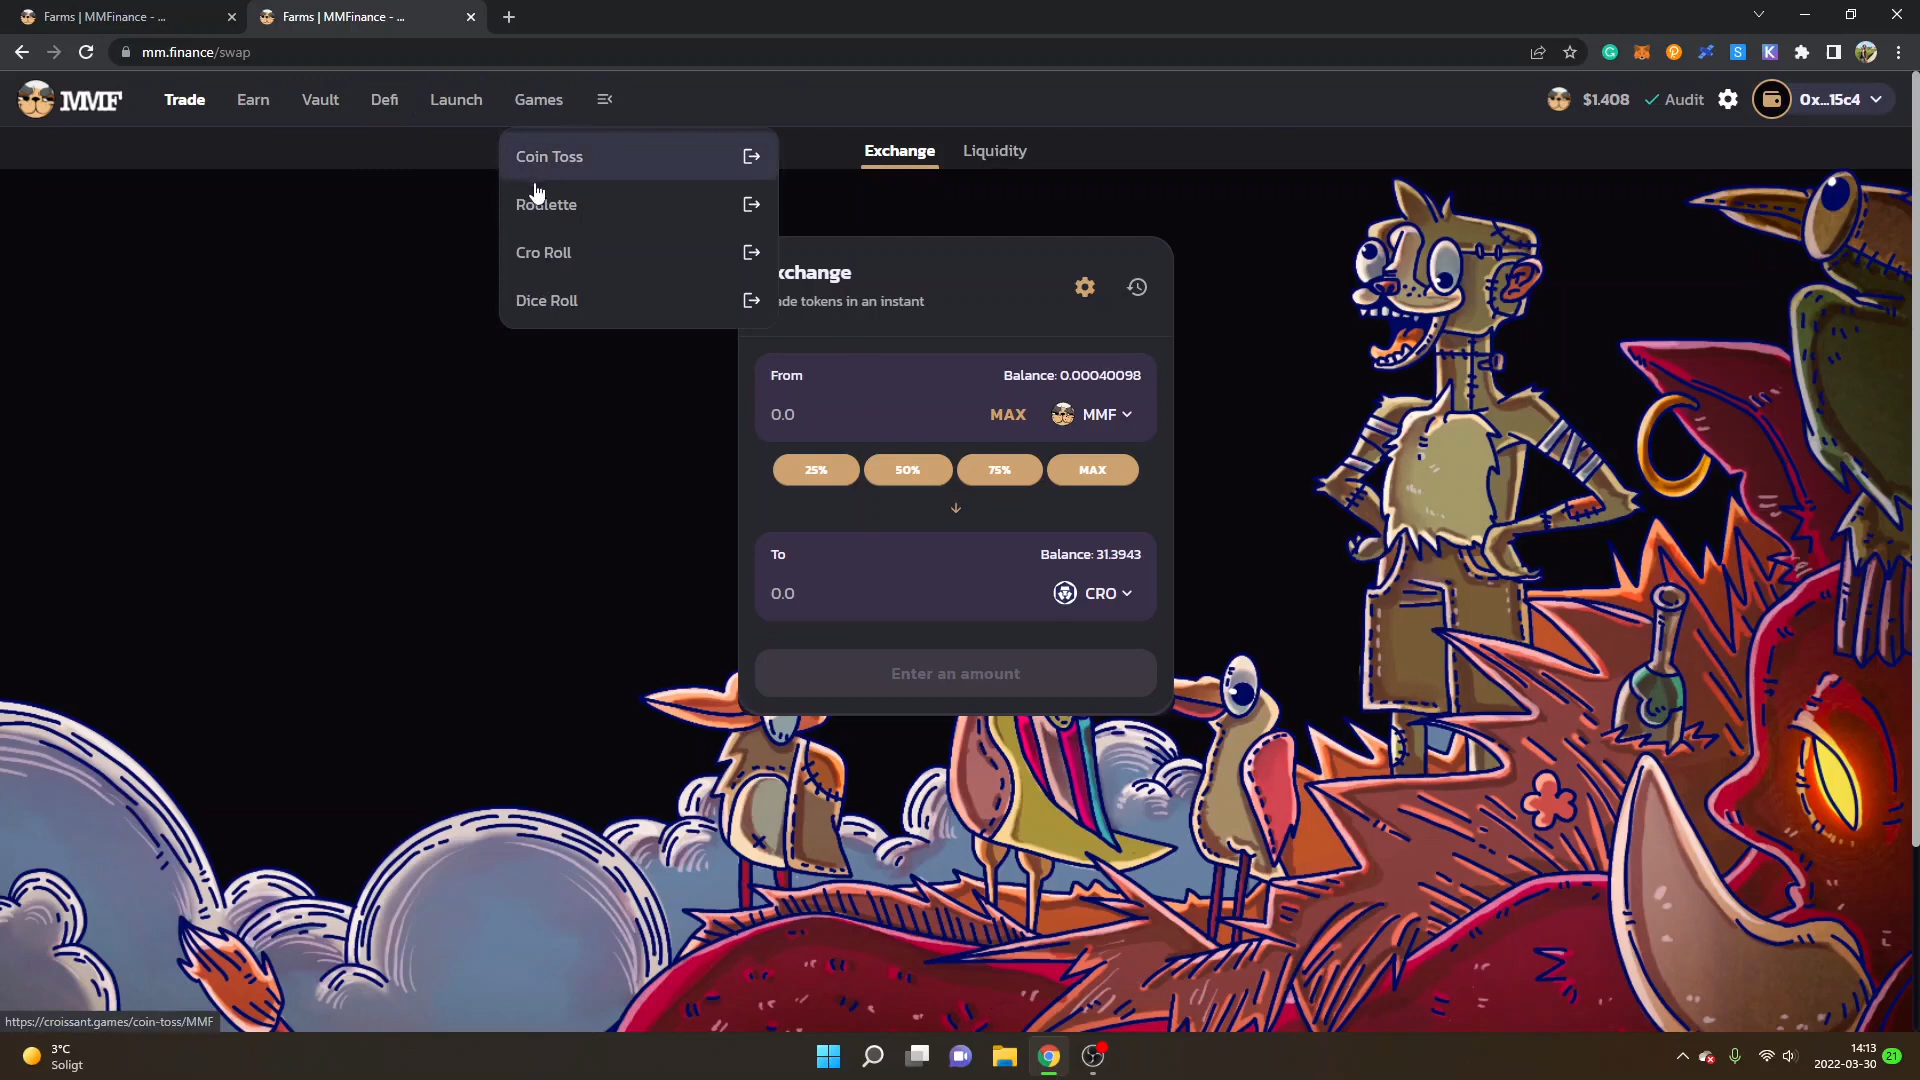 Farms | MMFinance - ...
Farms | MMFinance - ...
mm.finance/swap
MMF
Trade
Earn
Vault
Defi
Launch
Games
$1.408
Audit
0x...15c4
Exchange
Liquidity
Coin Toss
Roulette
Cro Roll
Dice Roll
xchange
ade tokens in an instant
From
Balance: 0.00040098
0.0
MAX
MMF
25%
50%
75%
MAX
To
Balance: 31.3943
0.0
CRO
Enter an amount
https://croissant.games/coin-toss/MMF
3°C
Soligt
14:13
2022-03-30
21